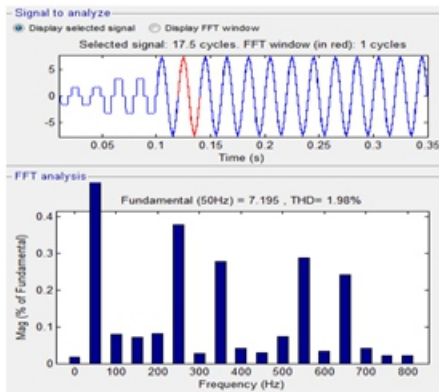 Signal to analyze
Display selected signal Display FFT window
Selected signal: 17.5 cycles. FFT window (in red): 1 cycles
5
0
-5
0.05 0.1 0.15 0.2 0.25 0.3 0.35
Time (s)
FFT analysis
Fundamental (50Hz) = 7.195 , THD= 1.98%
Mag (% of Fundamental)
0.4
0.3
0.2
0.1
0
0 100 200 300 400 500 600 700 800
Frequency (Hz)